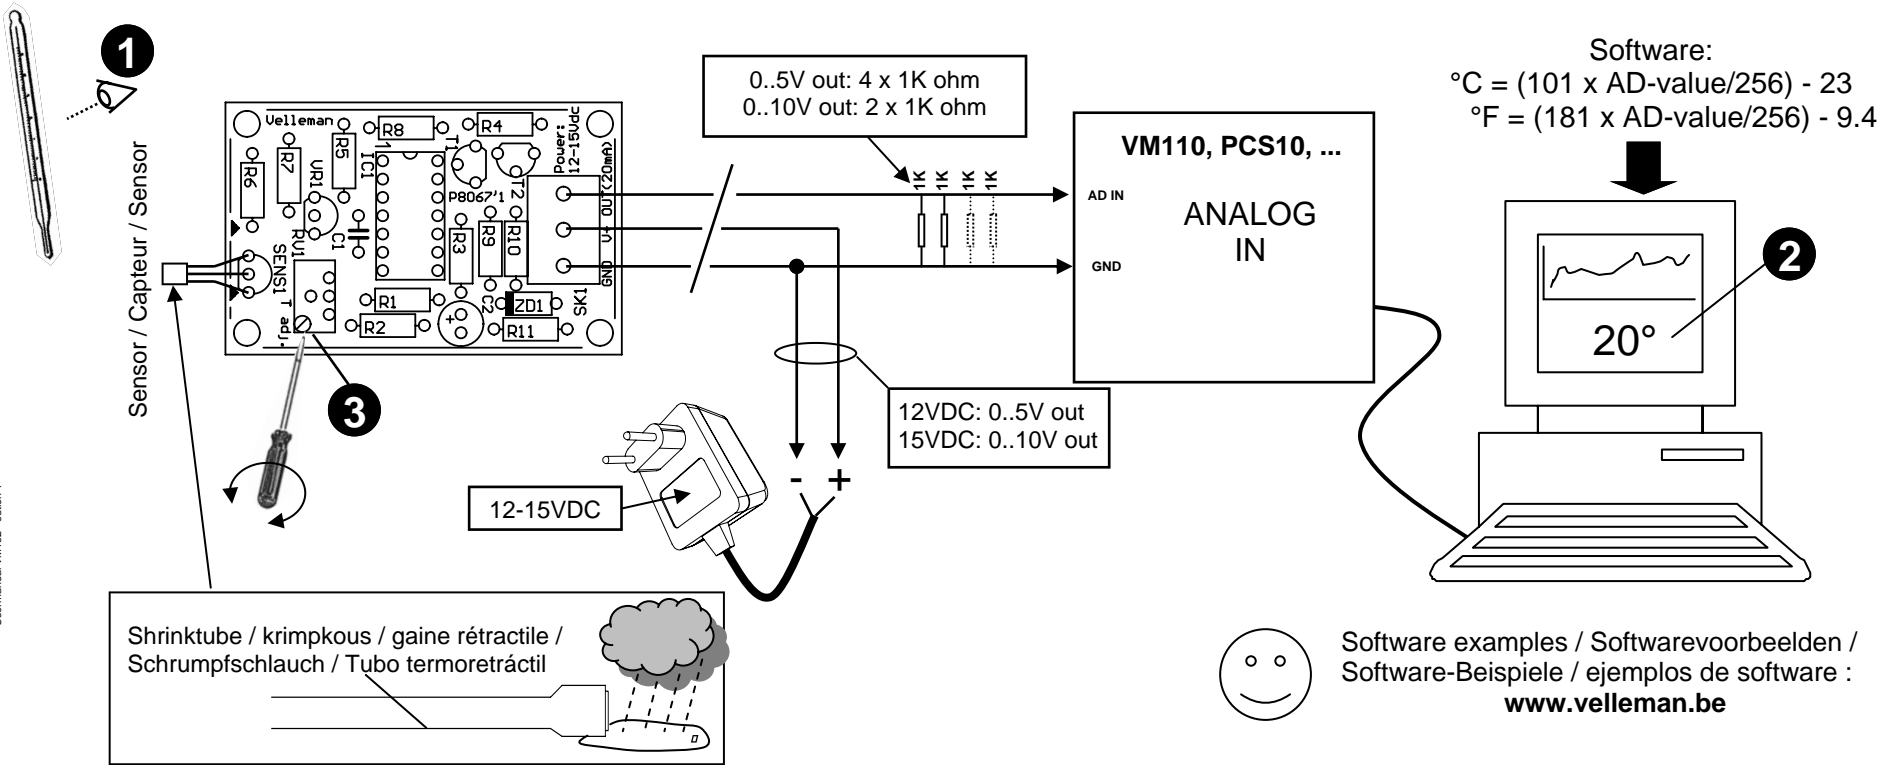 1
Software:
°C = (101 x AD-value/256) - 23
°F = (181 x AD-value/256) - 9.4
0..5V out: 4 x 1K ohm
0..10V out: 2 x 1K ohm
Sensor / Capteur / Sensor
Velleman
R6
R7
R5
VR1
R8
IC1
R4
T1
T2
P8067'1
Power:
12-15Vdc
OUT(20mA)
V+
GND
SK1
C1
RV1
SENS1
T adj.
R3
R9
R10
R1
R2
C2
ZD1
R11
+
1K
1K
1K
1K
VM110, PCS10, ...
AD IN
ANALOG
IN
GND
2
20°
3
12VDC: 0..5V out
15VDC: 0..10V out
- +
12-15VDC
Shrinktube / krimpkous / gaine rétractile /
Schrumpfschlauch / Tubo termoretráctil
Software examples / Softwarevoorbeelden /
Software-Beispiele / ejemplos de software :
www.velleman.be